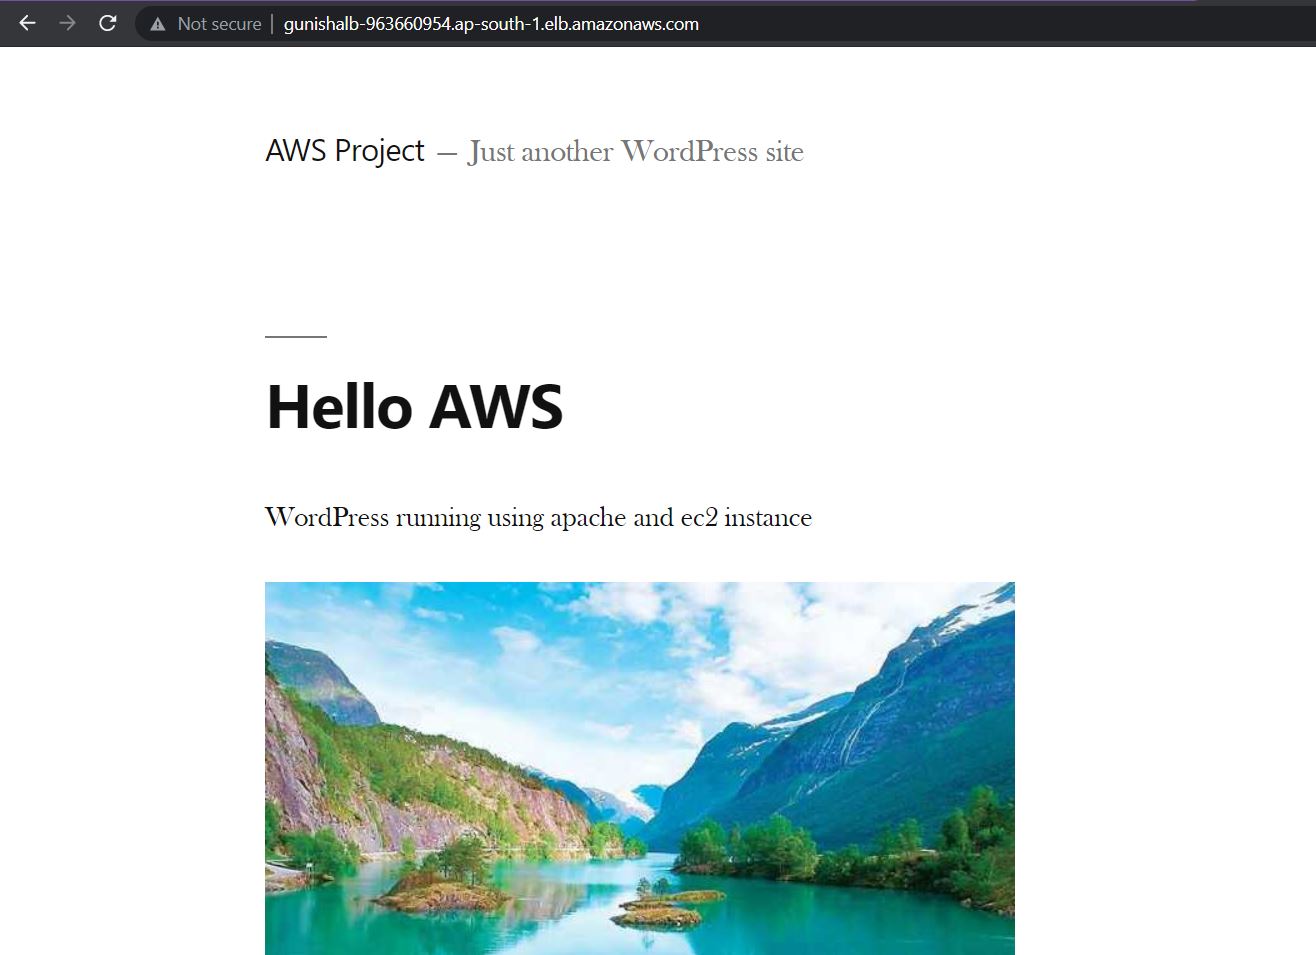 Not secure | gunishalb-963660954.ap-south-1.elb.amazonaws.com
AWS Project — Just another WordPress site
Hello AWS
WordPress running using apache and ec2 instance